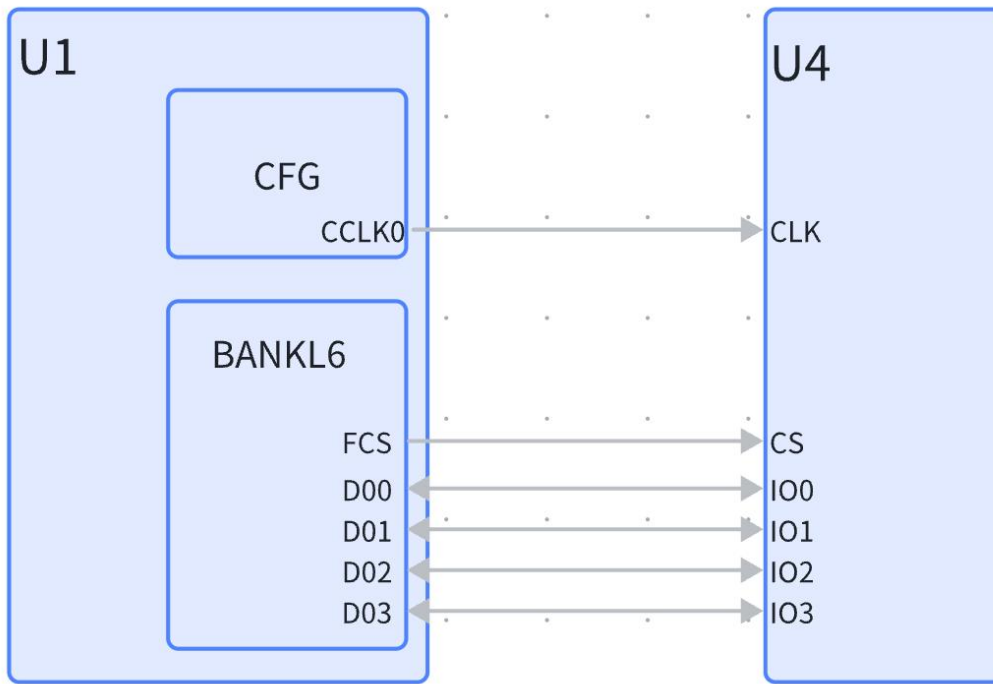 U1
U4
CFG
CCLK0
CLK
BANKL6
FCS
CS
D00
IO0
D01
IO1
D02
IO2
D03
IO3